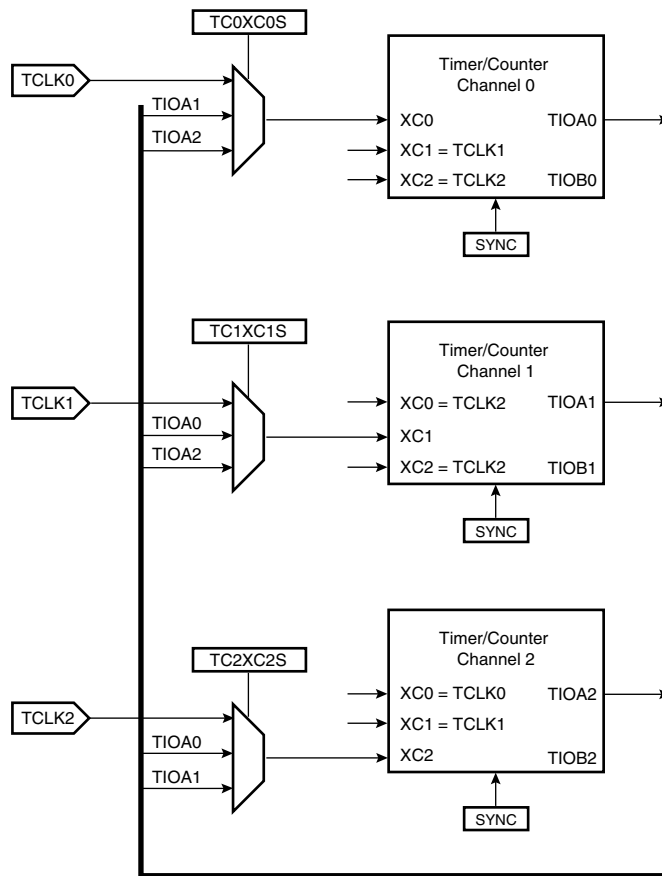 TC0XC0S
TCLK0
TIOA1
TIOA2
Timer/Counter
Channel 0
XC0
TIOA0
XC1 = TCLK1
XC2 = TCLK2
TIOB0
SYNC
TC1XC1S
TCLK1
TIOA0
TIOA2
Timer/Counter
Channel 1
XC0 = TCLK2
TIOA1
XC1
XC2 = TCLK2
TIOB1
SYNC
TC2XC2S
TCLK2
TIOA0
TIOA1
Timer/Counter
Channel 2
XC0 = TCLK0
TIOA2
XC1 = TCLK1
XC2
TIOB2
SYNC